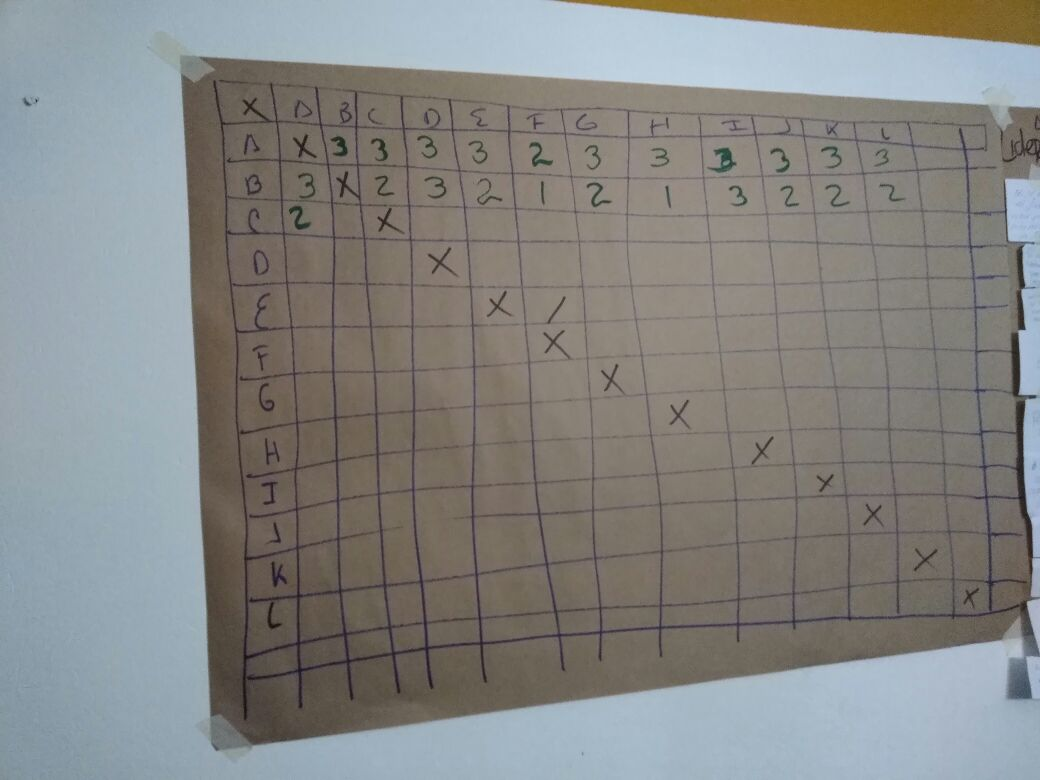 X A B C D E F G H I J K L
A X 3 3 3 3 2 3 3 3 3 3 3
B 3 X 2 3 2 1 2 1 3 2 2 2
C 2 X
D X
E X /
F X
G X
H X
I X
J X
K X
L X
X